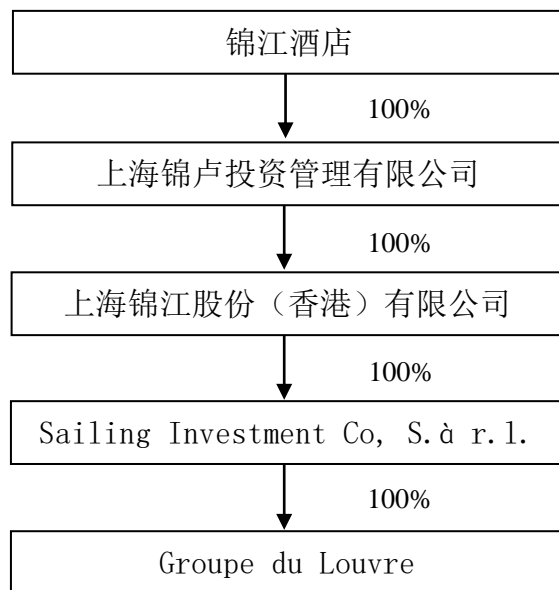 锦江酒店
100%
上海锦卢投资管理有限公司
100%
上海锦江股份（香港）有限公司
100%
Sailing Investment Co, S.à r.l.
100%
Groupe du Louvre